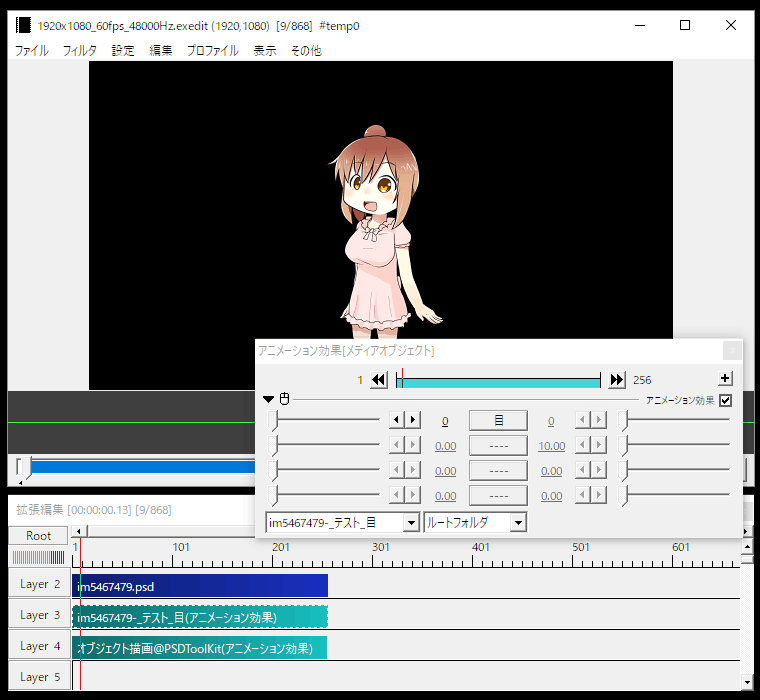 1920x1080_60fps_48000Hz.exedit (1920,1080) [9/868] #temp0
ファイル フィルタ 設定 編集 プロファイル 表示 その他
アニメーション効果[メディアオブジェクト]
1 256
アニメーション効果
0 目 0
0.00 ---- 10.00
0.00 ---- 0.00
0.00 ---- 0.00
im5467479-_テスト_目 ルートフォルダ
拡張編集 [00:00:00.13] [9/868]
Root
1 101 201 301 401 501 601
Layer 2 im5467479.psd
Layer 3 im5467479-_テスト_目(アニメーション効果)
Layer 4 オブジェクト描画@PSDToolKit(アニメーション効果)
Layer 5